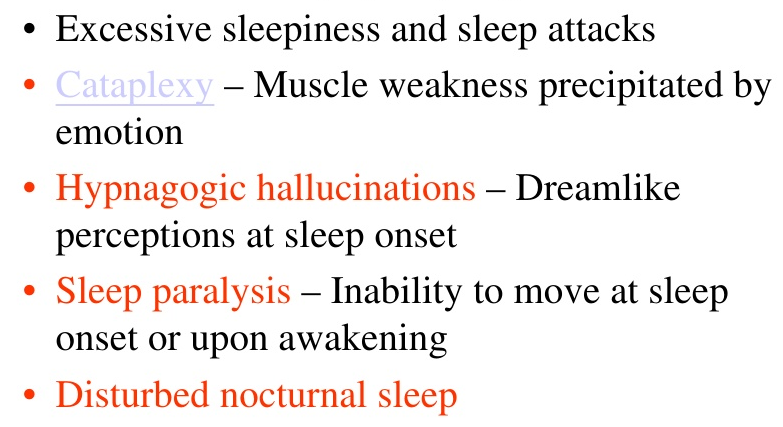 • Excessive sleepiness and sleep attacks
• Cataplexy – Muscle weakness precipitated by
emotion
• Hypnagogic hallucinations – Dreamlike
perceptions at sleep onset
• Sleep paralysis – Inability to move at sleep
onset or upon awakening
• Disturbed nocturnal sleep